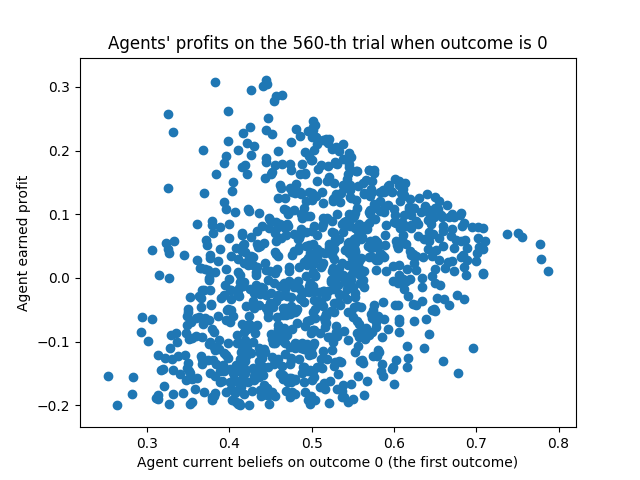 Agents' profits on the 560-th trial when outcome is 0
Agent earned profit
0.3
0.2
0.1
0.0
−0.1
−0.2
0.3 0.4 0.5 0.6 0.7 0.8
Agent current beliefs on outcome 0 (the first outcome)